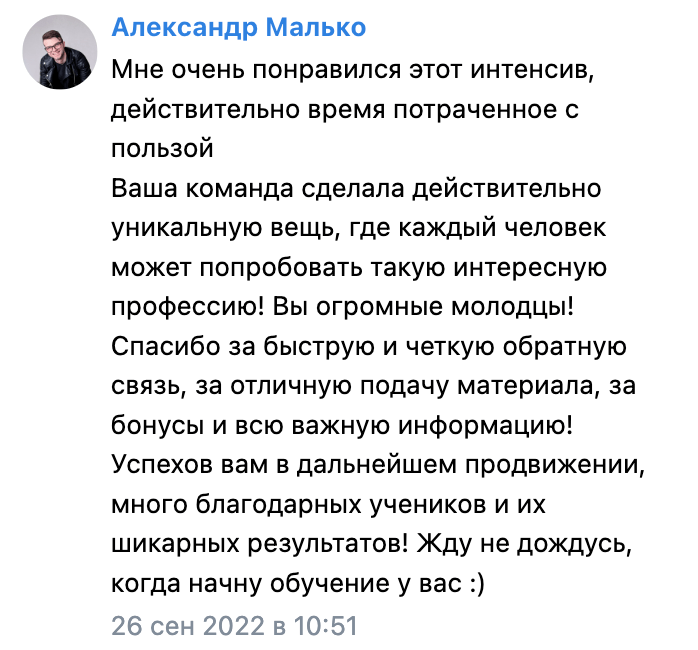 Александр Малько
Мне очень понравился этот интенсив,
действительно время потраченное с
пользой
Ваша команда сделала действительно
уникальную вещь, где каждый человек
может попробовать такую интересную
профессию! Вы огромные молодцы!
Спасибо за быструю и четкую обратную
связь, за отличную подачу материала, за
бонусы и всю важную информацию!
Успехов вам в дальнейшем продвижении,
много благодарных учеников и их
шикарных результатов! Жду не дождусь,
когда начну обучение у вас :)
26 сен 2022 в 10:51